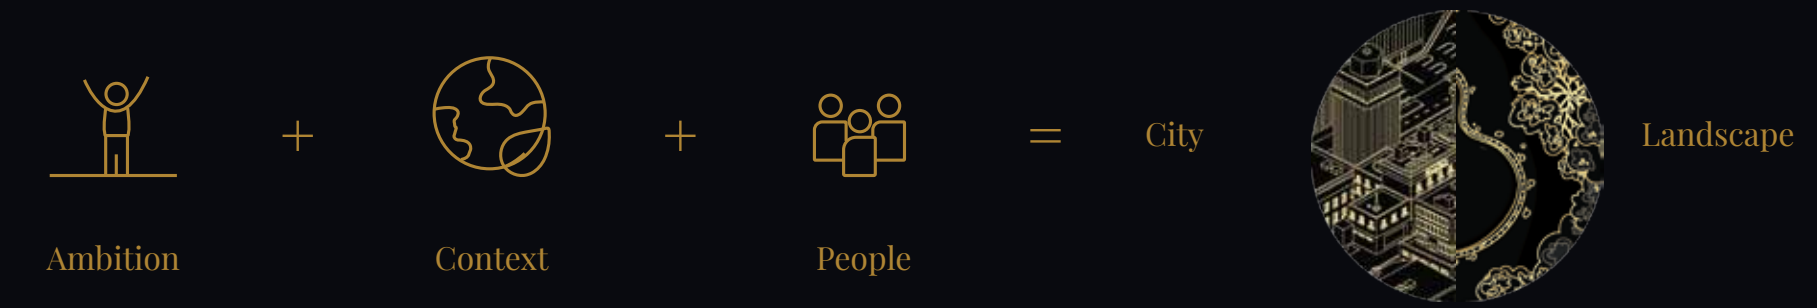 +
+
=
City
Landscape
Ambition
Context
People